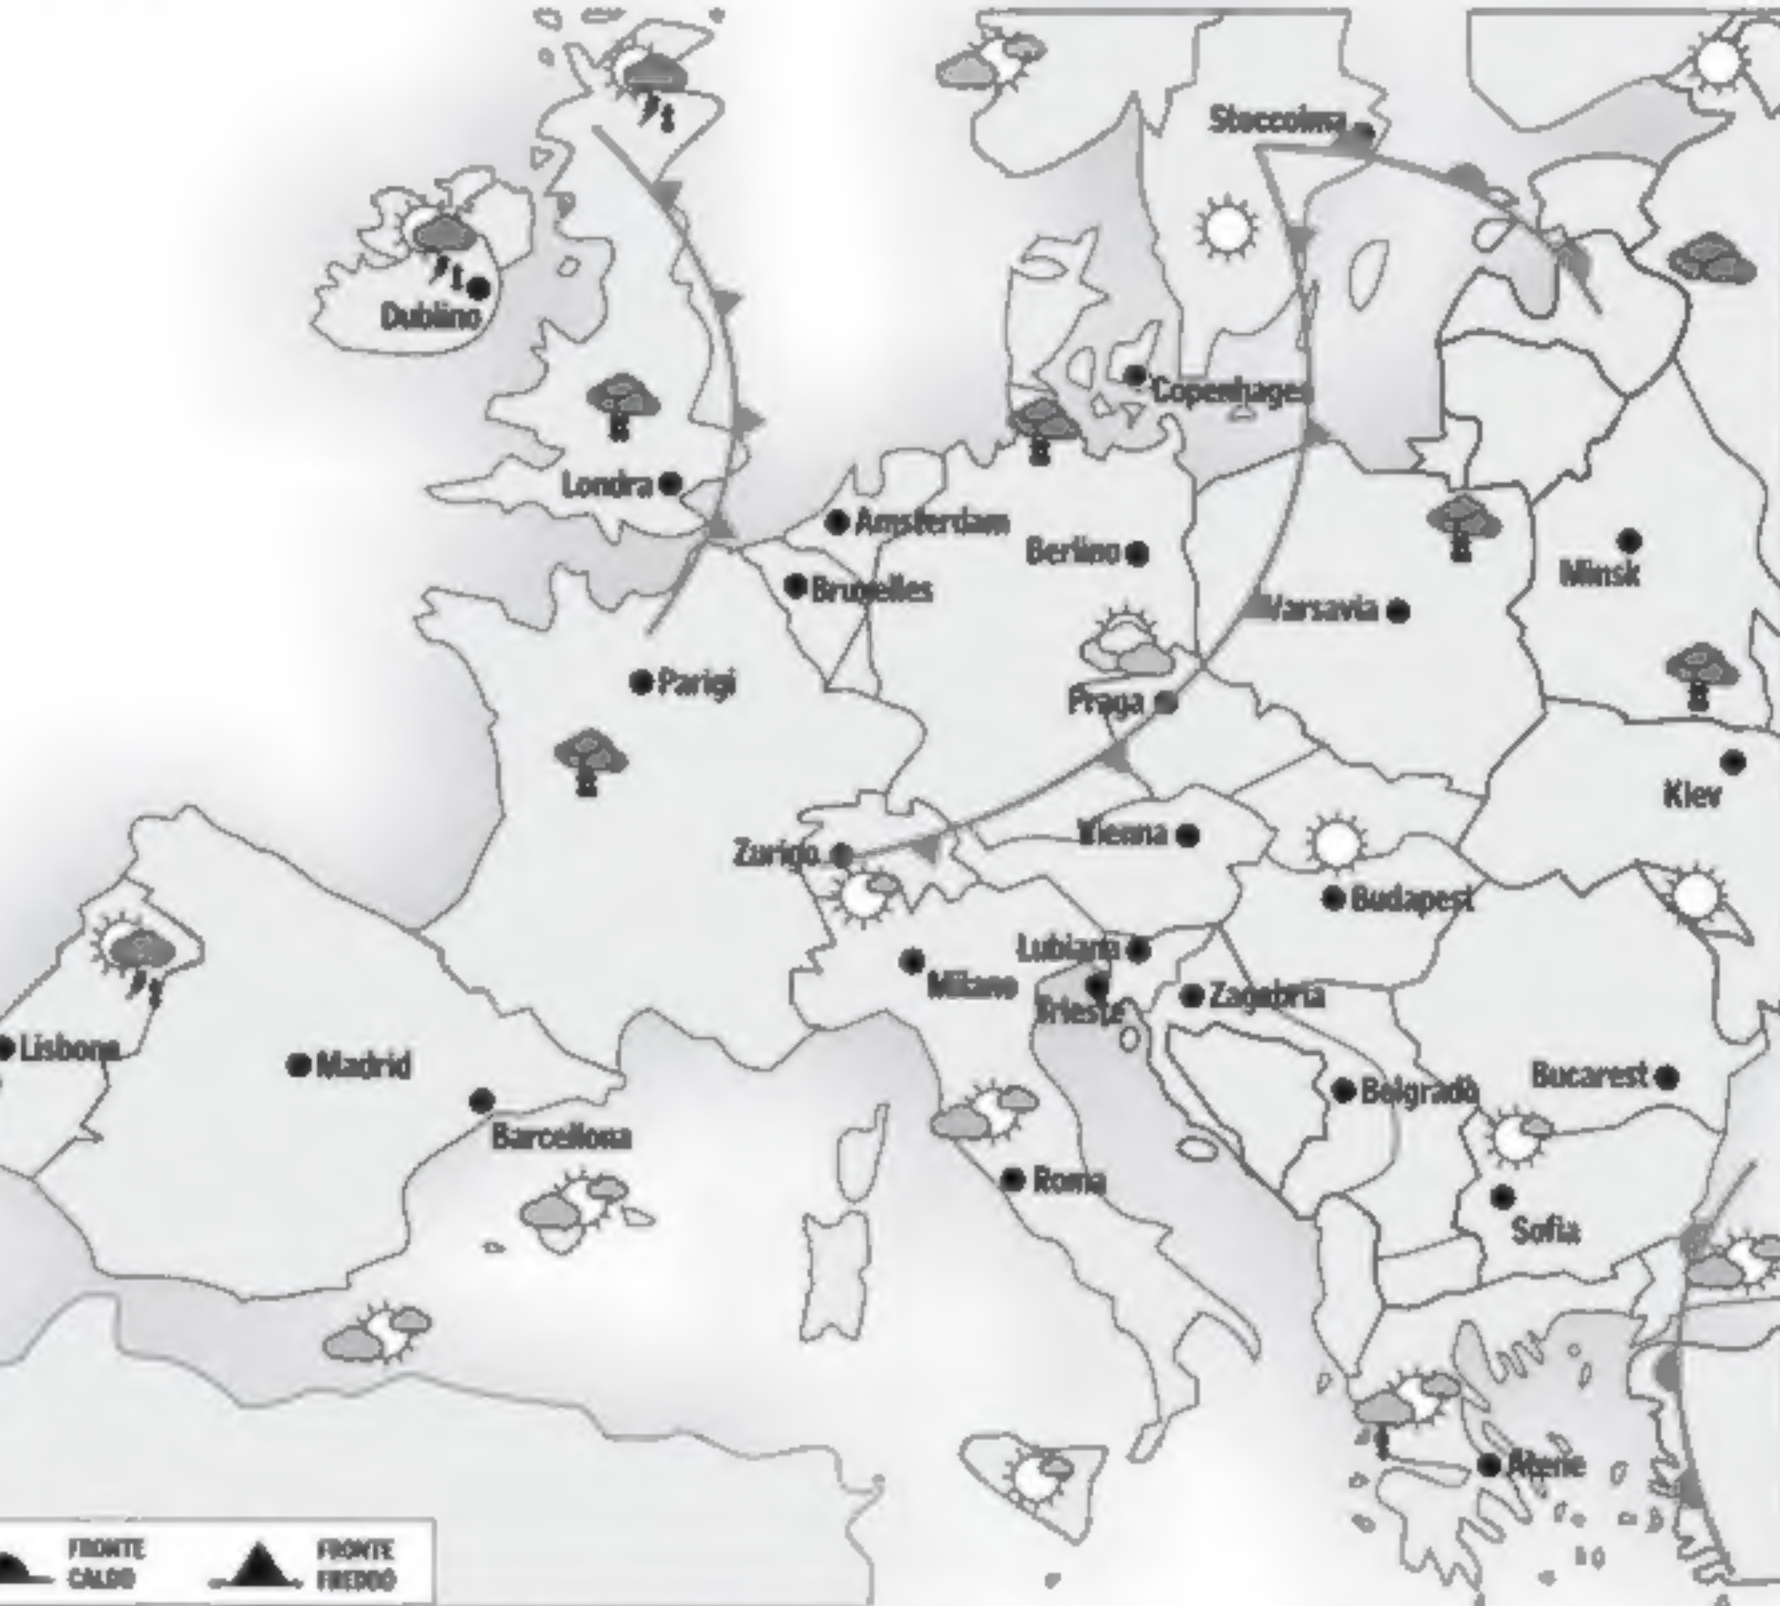 Stoccolma
Dublino
Copenhagen
Londra
Amsterdam
Berlino
Bruxelles
Minsk
Varsavia
Parigi
Praga
Kiev
Vienna
Zurigo
Budapest
Lubiana
Milano
Trieste
Zagabria
Lisbona
Madrid
Bucarest
Belgrado
Barcellona
Roma
Sofia
Atene
FRONTE
CALDO
FRONTE
FREDDO